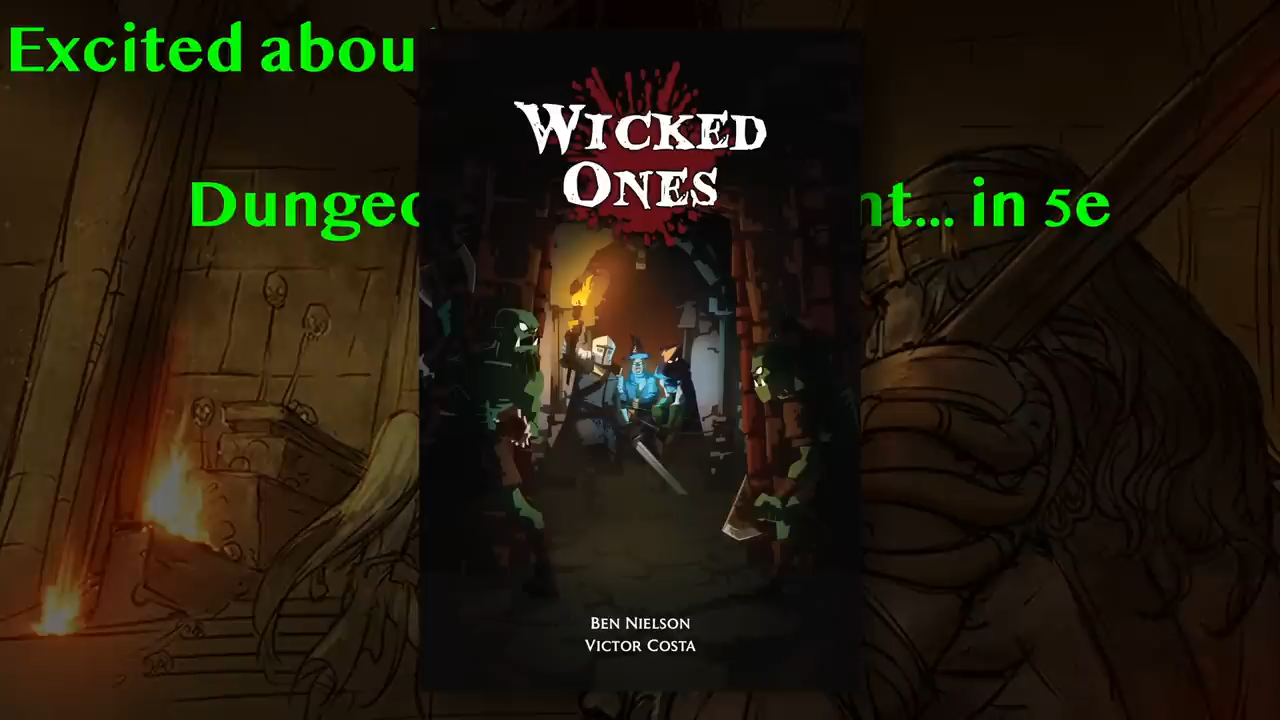 Excited abou
WICKED
ONES
Dungeo nt... in 5e
BEN NIELSON
VICTOR COSTA